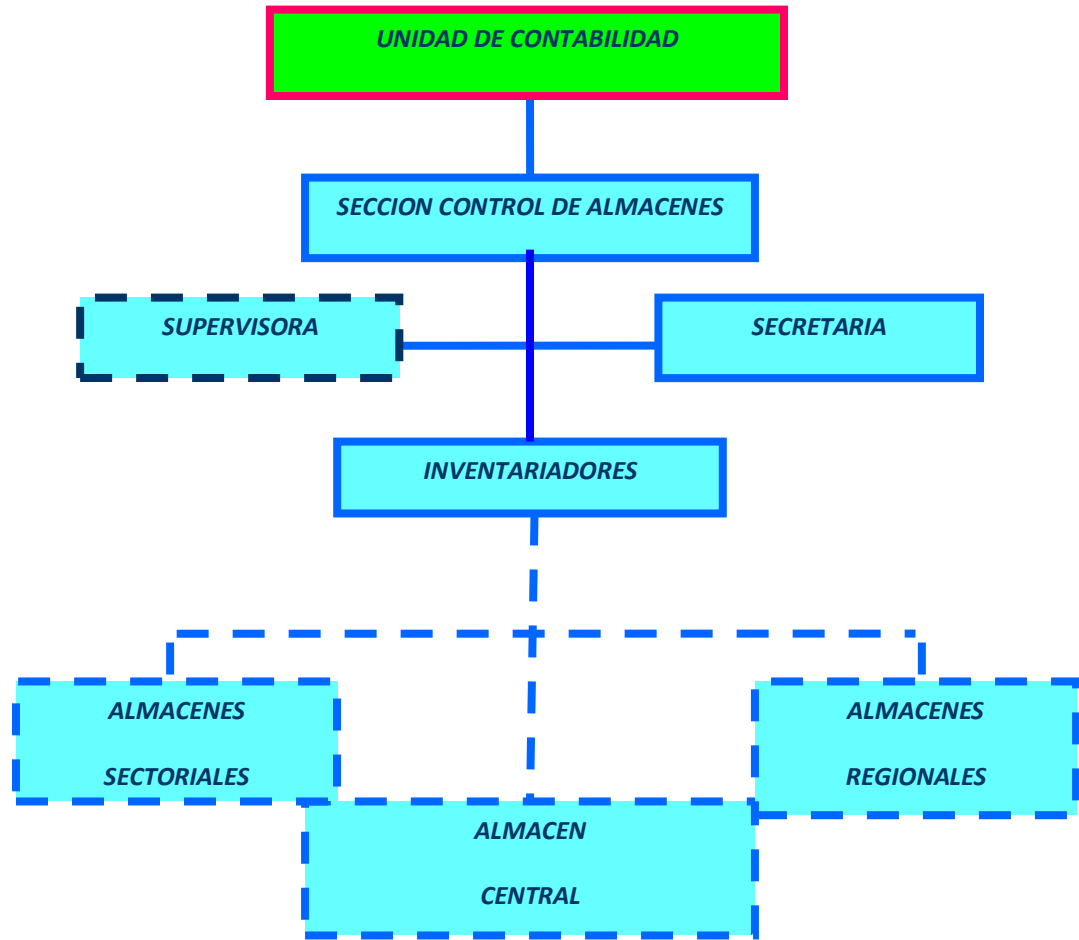 UNIDAD DE CONTABILIDAD
SECCION CONTROL DE ALMACENES
SUPERVISORA
SECRETARIA
INVENTARIADORES
ALMACENES
SECTORIALES
ALMACENES
REGIONALES
ALMACEN
CENTRAL